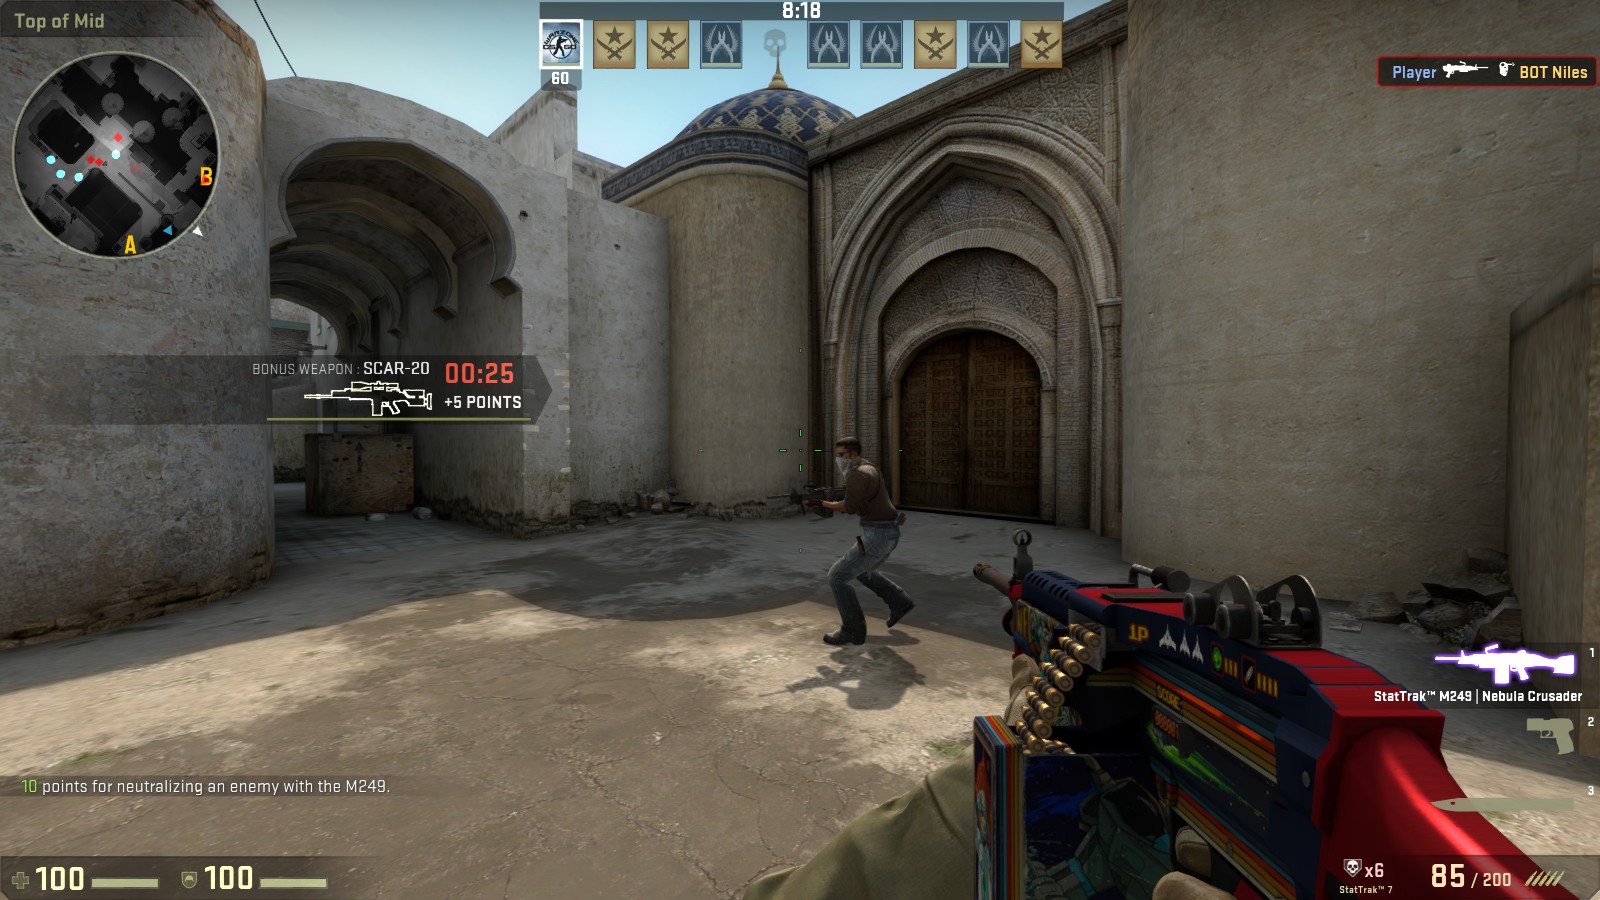 Top of Mid
8:18
60
Player BOT Niles
B
A
BONUS WEAPON : SCAR-20
00:25
+5 POINTS
1P
SCORE
1
StatTrak™ M249 | Nebula Crusader
2
3
10 points for neutralizing an enemy with the M249.
100 100
x6
StatTrak™ 7
85 / 200